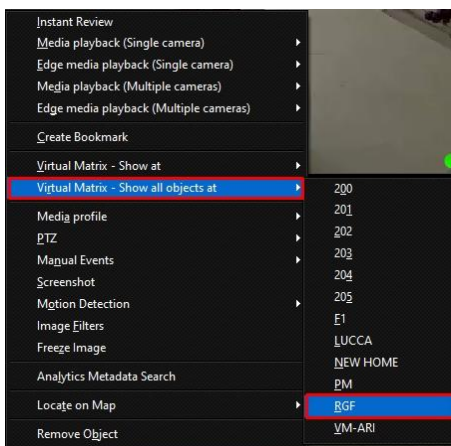 Instant Review
Media playback (Single camera)
Edge media playback (Single camera)
Media playback (Multiple cameras)
Edge media playback (Multiple cameras)
Create Bookmark
Virtual Matrix - Show at
Virtual Matrix - Show all objects at
Media profile
PTZ
Manual Events
Screenshot
Motion Detection
Image Filters
Freeze Image
Analytics Metadata Search
Locate on Map
Remove Object
200
201
202
203
204
205
F1
LUCCA
NEW HOME
PM
RGF
VM-ARI